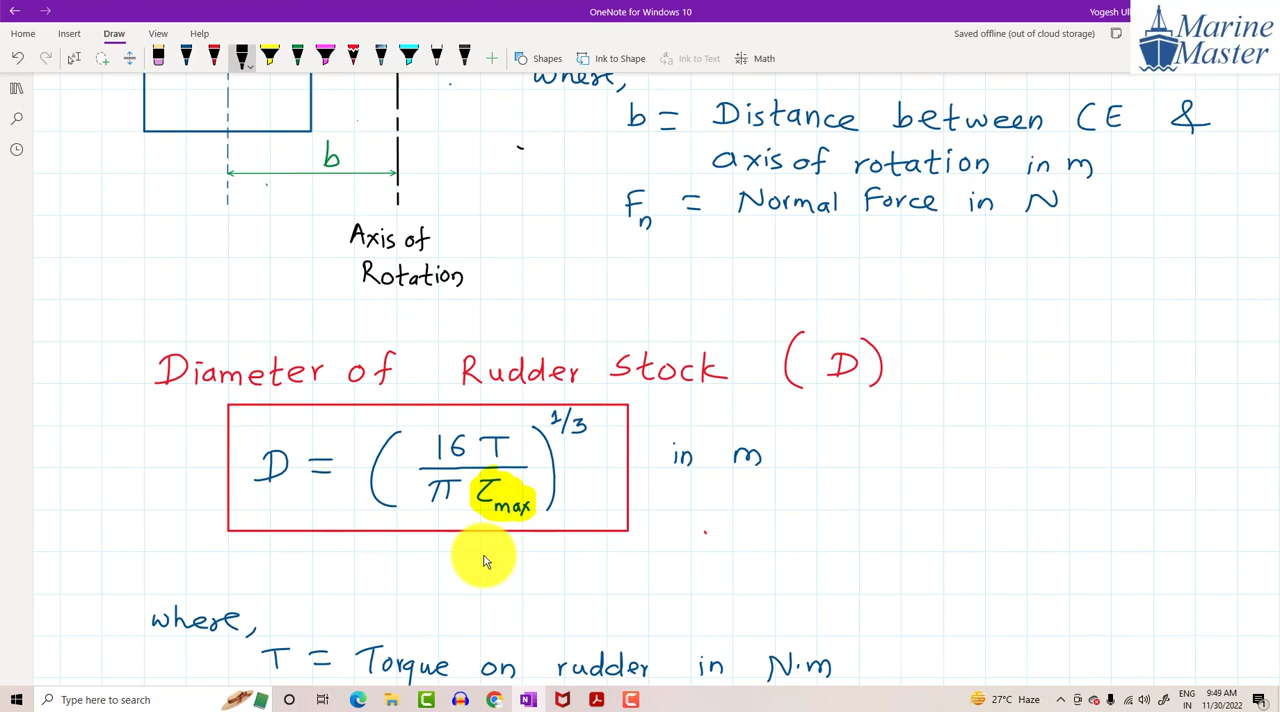 OneNote for Windows 10
Yogesh Ul
Home Insert Draw View Help
Saved offline (out of cloud storage)
Marine
Master
Shapes Ink to Shape Ink to Text Math
where,
b = Distance between CE &
axis of rotation in m
Fn = Normal Force in N
b
Axis of
Rotation
Diameter of Rudder Stock (D)
D = (16 T / π τmax)^1/3 in m
where,
T = Torque on rudder in N·m
Type here to search
27°C Haze
ENG
IN
9:49 AM
11/30/2022
1